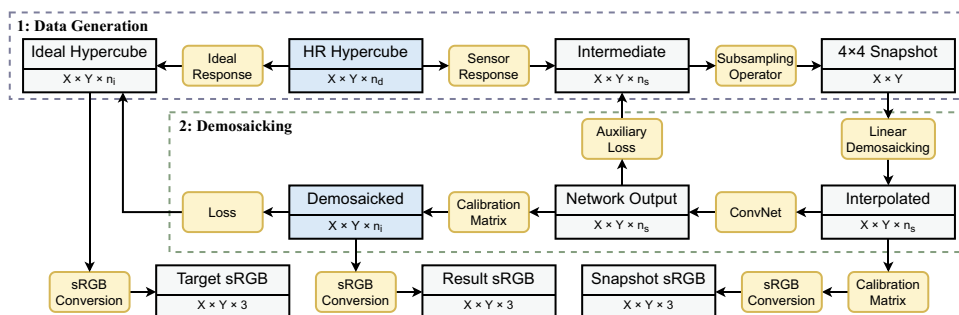 1: Data Generation
Ideal Hypercube
X × Y × nᵢ
Ideal
Response
HR Hypercube
X × Y × n_d
Sensor
Response
Intermediate
X × Y × nₛ
Subsampling
Operator
4×4 Snapshot
X × Y
2: Demosaicking
Auxiliary
Loss
Linear
Demosaicking
Loss
Demosaicked
X × Y × nᵢ
Calibration
Matrix
Network Output
X × Y × nₛ
ConvNet
Interpolated
X × Y × nₛ
sRGB
Conversion
Target sRGB
X × Y × 3
sRGB
Conversion
Result sRGB
X × Y × 3
Snapshot sRGB
X × Y × 3
sRGB
Conversion
Calibration
Matrix